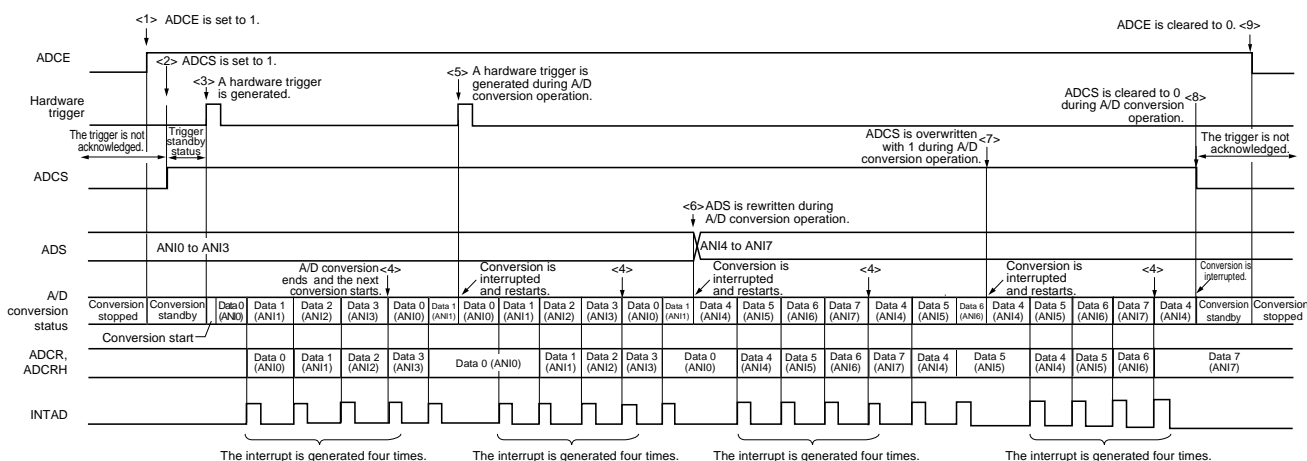 <1> ADCE is set to 1.
ADCE is cleared to 0. <9>
ADCE
<2> ADCS is set to 1.
<3> A hardware trigger
is generated.
<5> A hardware trigger is
generated during A/D
conversion operation.
ADCS is cleared to 0 <8>
during A/D conversion
operation.
Hardware
trigger
The trigger is not
acknowledged.
Trigger
standby
status
ADCS is overwritten
with 1 during A/D <7>
conversion operation.
The trigger is not
acknowledged.
ADCS
<6> ADS is rewritten during
A/D conversion operation.
ADS
ANI0 to ANI3
ANI4 to ANI7
A/D conversion <4>
ends and the next
conversion starts.
Conversion is
interrupted
and restarts.
<4>
Conversion is
interrupted
and restarts.
<4>
Conversion is
interrupted
and restarts.
<4>
Conversion is
interrupted.
A/D
conversion
status
Conversion Conversion Data 0 Data 1 Data 2 Data 3 Data 0 Data 1 Data 0 Data 1 Data 2 Data 3 Data 0 Data 1 Data 4 Data 5 Data 6 Data 7 Data 4 Data 5 Data 6 Data 4 Data 5 Data 6 Data 7 Data 4 Conversion Conversion
stopped standby (ANI0) (ANI1) (ANI2) (ANI3) (ANI0) (ANI1) (ANI0) (ANI1) (ANI2) (ANI3) (ANI0) (ANI1) (ANI4) (ANI5) (ANI6) (ANI7) (ANI4) (ANI5) (ANI6) (ANI4) (ANI5) (ANI6) (ANI7) (ANI4) standby stopped
Conversion start
ADCR,
ADCRH
Data 0 Data 1 Data 2 Data 3 Data 0 (ANI0) Data 1 Data 2 Data 3 Data 0 Data 4 Data 5 Data 6 Data 7 Data 4 Data 5 Data 4 Data 5 Data 6 Data 7
(ANI0) (ANI1) (ANI2) (ANI3) (ANI1) (ANI2) (ANI3) (ANI0) (ANI4) (ANI5) (ANI6) (ANI7) (ANI4) (ANI5) (ANI4) (ANI5) (ANI6) (ANI7)
INTAD
The interrupt is generated four times. The interrupt is generated four times. The interrupt is generated four times. The interrupt is generated four times.